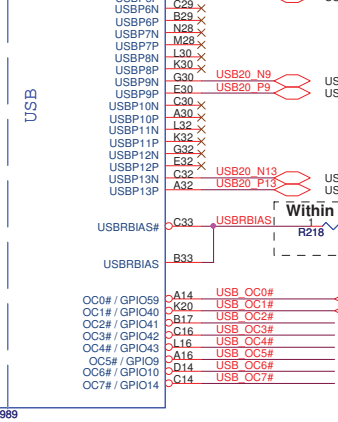 USBP6N C29
USBP6P B29
USBP7N N28
USBP7P M28
USBP8N L30
USBP8P K30
USBP9N G30 USB20_N9 US
USBP9P E30 USB20_P9 US
USBP10N C30
USBP10P A30
USBP11N L32
USBP11P K32
USBP12N G32
USBP12P E32
USBP13N C32 USB20_N13 US
USBP13P A32 USB20_P13 US
USB
Within
USBRBIAS# C33 USBRBIAS 1
R218
USBRBIAS B33
OC0# / GPIO59 A14 USB_OC0#
OC1# / GPIO40 K20 USB_OC1#
OC2# / GPIO41 B17 USB_OC2#
OC3# / GPIO42 C16 USB_OC3#
OC4# / GPIO43 L16 USB_OC4#
OC5# / GPIO9 A16 USB_OC5#
OC6# / GPIO10 D14 USB_OC6#
OC7# / GPIO14 C14 USB_OC7#
989